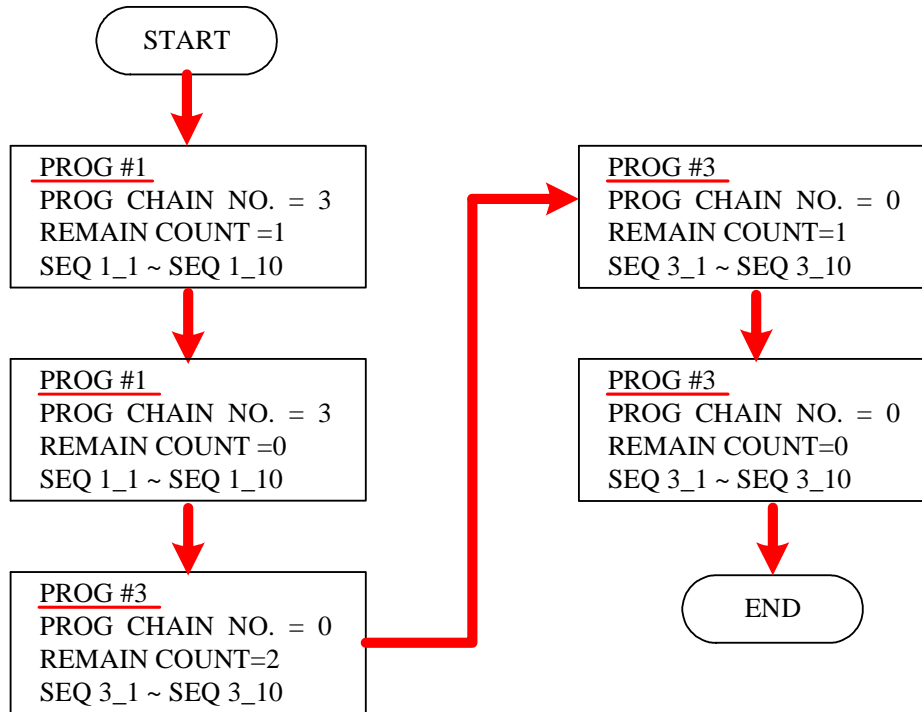 START
PROG #1
PROG CHAIN NO. = 3
REMAIN COUNT =1
SEQ 1_1 ~ SEQ 1_10
PROG #1
PROG CHAIN NO. = 3
REMAIN COUNT =0
SEQ 1_1 ~ SEQ 1_10
PROG #3
PROG CHAIN NO. = 0
REMAIN COUNT=2
SEQ 3_1 ~ SEQ 3_10
PROG #3
PROG CHAIN NO. = 0
REMAIN COUNT=1
SEQ 3_1 ~ SEQ 3_10
PROG #3
PROG CHAIN NO. = 0
REMAIN COUNT=0
SEQ 3_1 ~ SEQ 3_10
END